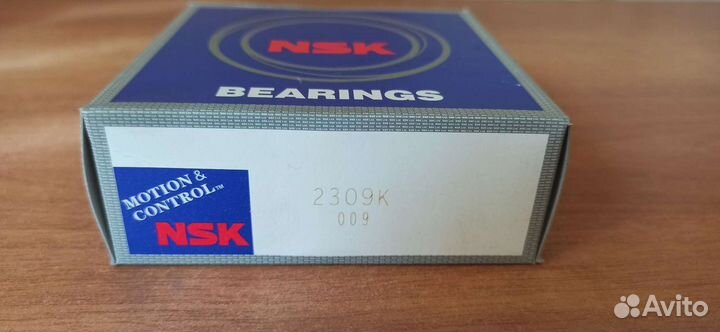 NSK
BEARINGS
MOTION &
CONTROL™
NSK
2309K
009
Avito